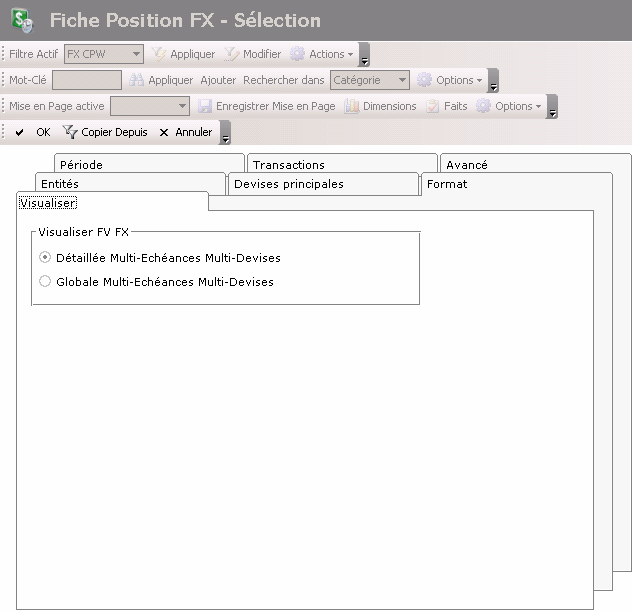 Fiche Position FX - Sélection
Filtre Actif FX CPW Appliquer Modifier Actions
Mot-Clé Appliquer Ajouter Rechercher dans Catégorie Options
Mise en Page active Enregistrer Mise en Page Dimensions Faits Options
OK Copier Depuis Annuler
Période Transactions Avancé
Entités Devises principales Format
Visualiser
Visualiser FV FX
Détaillée Multi-Echéances Multi-Devises
Globale Multi-Echéances Multi-Devises